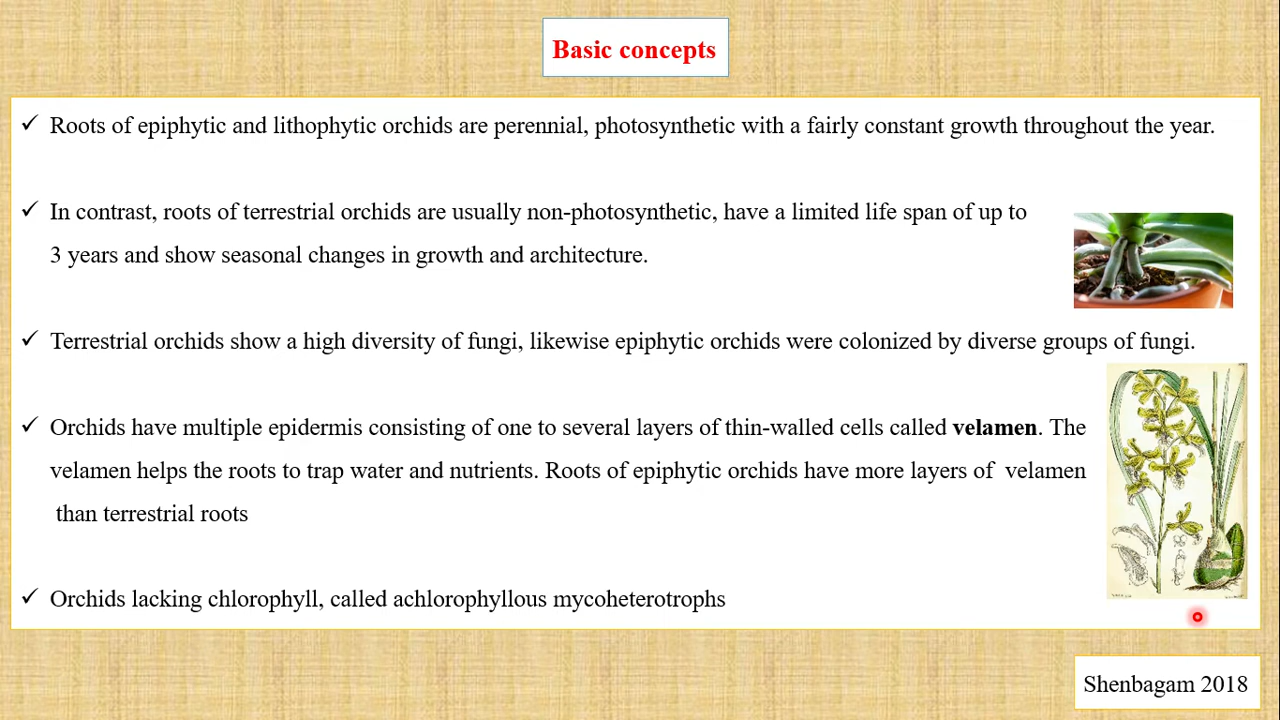 Basic concepts
✓ Roots of epiphytic and lithophytic orchids are perennial, photosynthetic with a fairly constant growth throughout the year.
✓ In contrast, roots of terrestrial orchids are usually non-photosynthetic, have a limited life span of up to
3 years and show seasonal changes in growth and architecture.
✓ Terrestrial orchids show a high diversity of fungi, likewise epiphytic orchids were colonized by diverse groups of fungi.
✓ Orchids have multiple epidermis consisting of one to several layers of thin-walled cells called velamen. The
velamen helps the roots to trap water and nutrients. Roots of epiphytic orchids have more layers of velamen
than terrestrial roots
✓ Orchids lacking chlorophyll, called achlorophyllous mycoheterotrophs
Shenbagam 2018